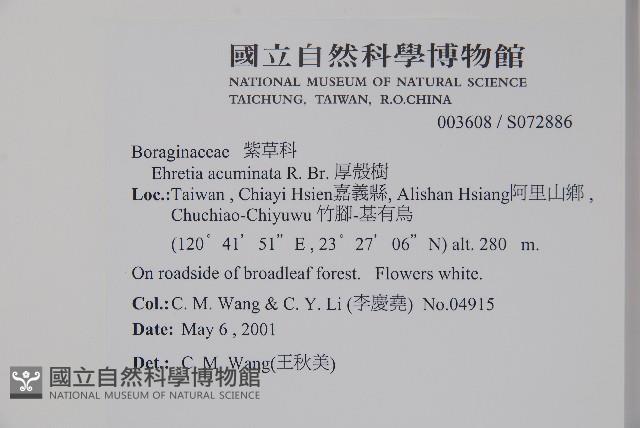 國立自然科學博物館
NATIONAL MUSEUM OF NATURAL SCIENCE
TAICHUNG, TAIWAN, R.O.CHINA
003608 / S072886
Boraginaceae 紫草科
Ehretia acuminata R. Br. 厚殼樹
Loc.:Taiwan , Chiayi Hsien嘉義縣, Alishan Hsiang阿里山鄉 ,
Chuchiao-Chiyuwu 竹腳-基有烏
(120° 41’ 51” E , 23° 27’ 06” N) alt. 280 m.
On roadside of broadleaf forest. Flowers white.
Col.: C. M. Wang & C. Y. Li (李慶堯) No.04915
Date: May 6 , 2001
Det.: C. M. Wang(王秋美)
國立自然科學博物館
NATIONAL MUSEUM OF NATURAL SCIENCE